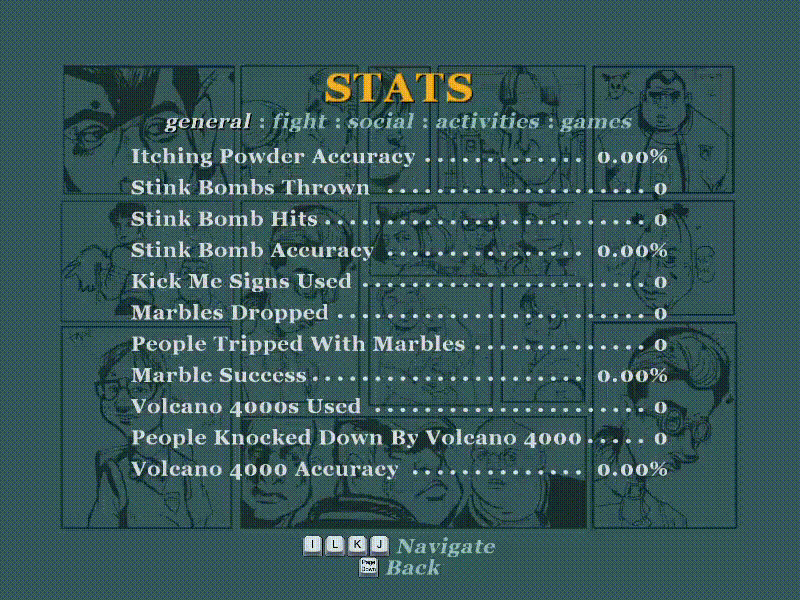 STATS
general : fight : social : activities : games
Itching Powder Accuracy . . . . . . . . . . . . . 0.00%
Stink Bombs Thrown . . . . . . . . . . . . . . . . . . . . . 0
Stink Bomb Hits . . . . . . . . . . . . . . . . . . . . . . . . . . 0
Stink Bomb Accuracy . . . . . . . . . . . . . . . . 0.00%
Kick Me Signs Used . . . . . . . . . . . . . . . . . . . . . . . 0
Marbles Dropped . . . . . . . . . . . . . . . . . . . . . . . . . 0
People Tripped With Marbles . . . . . . . . . . . . . 0
Marble Success . . . . . . . . . . . . . . . . . . . . . . 0.00%
Volcano 4000s Used . . . . . . . . . . . . . . . . . . . . . . 0
People Knocked Down By Volcano 4000 . . . . . 0
Volcano 4000 Accuracy . . . . . . . . . . . . . . 0.00%
I L K J Navigate
Page Down Back